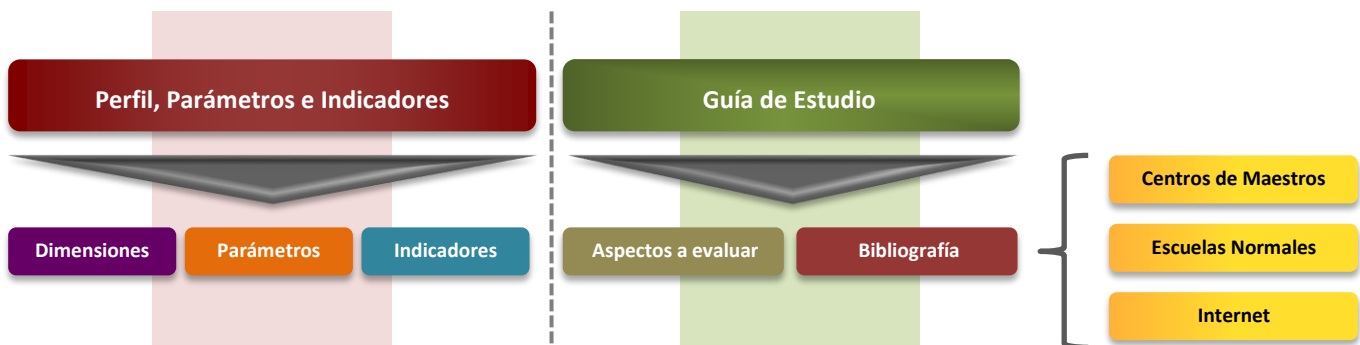 Perfil, Parámetros e Indicadores
Guía de Estudio
Dimensiones
Parámetros
Indicadores
Aspectos a evaluar
Bibliografía
Centros de Maestros
Escuelas Normales
Internet